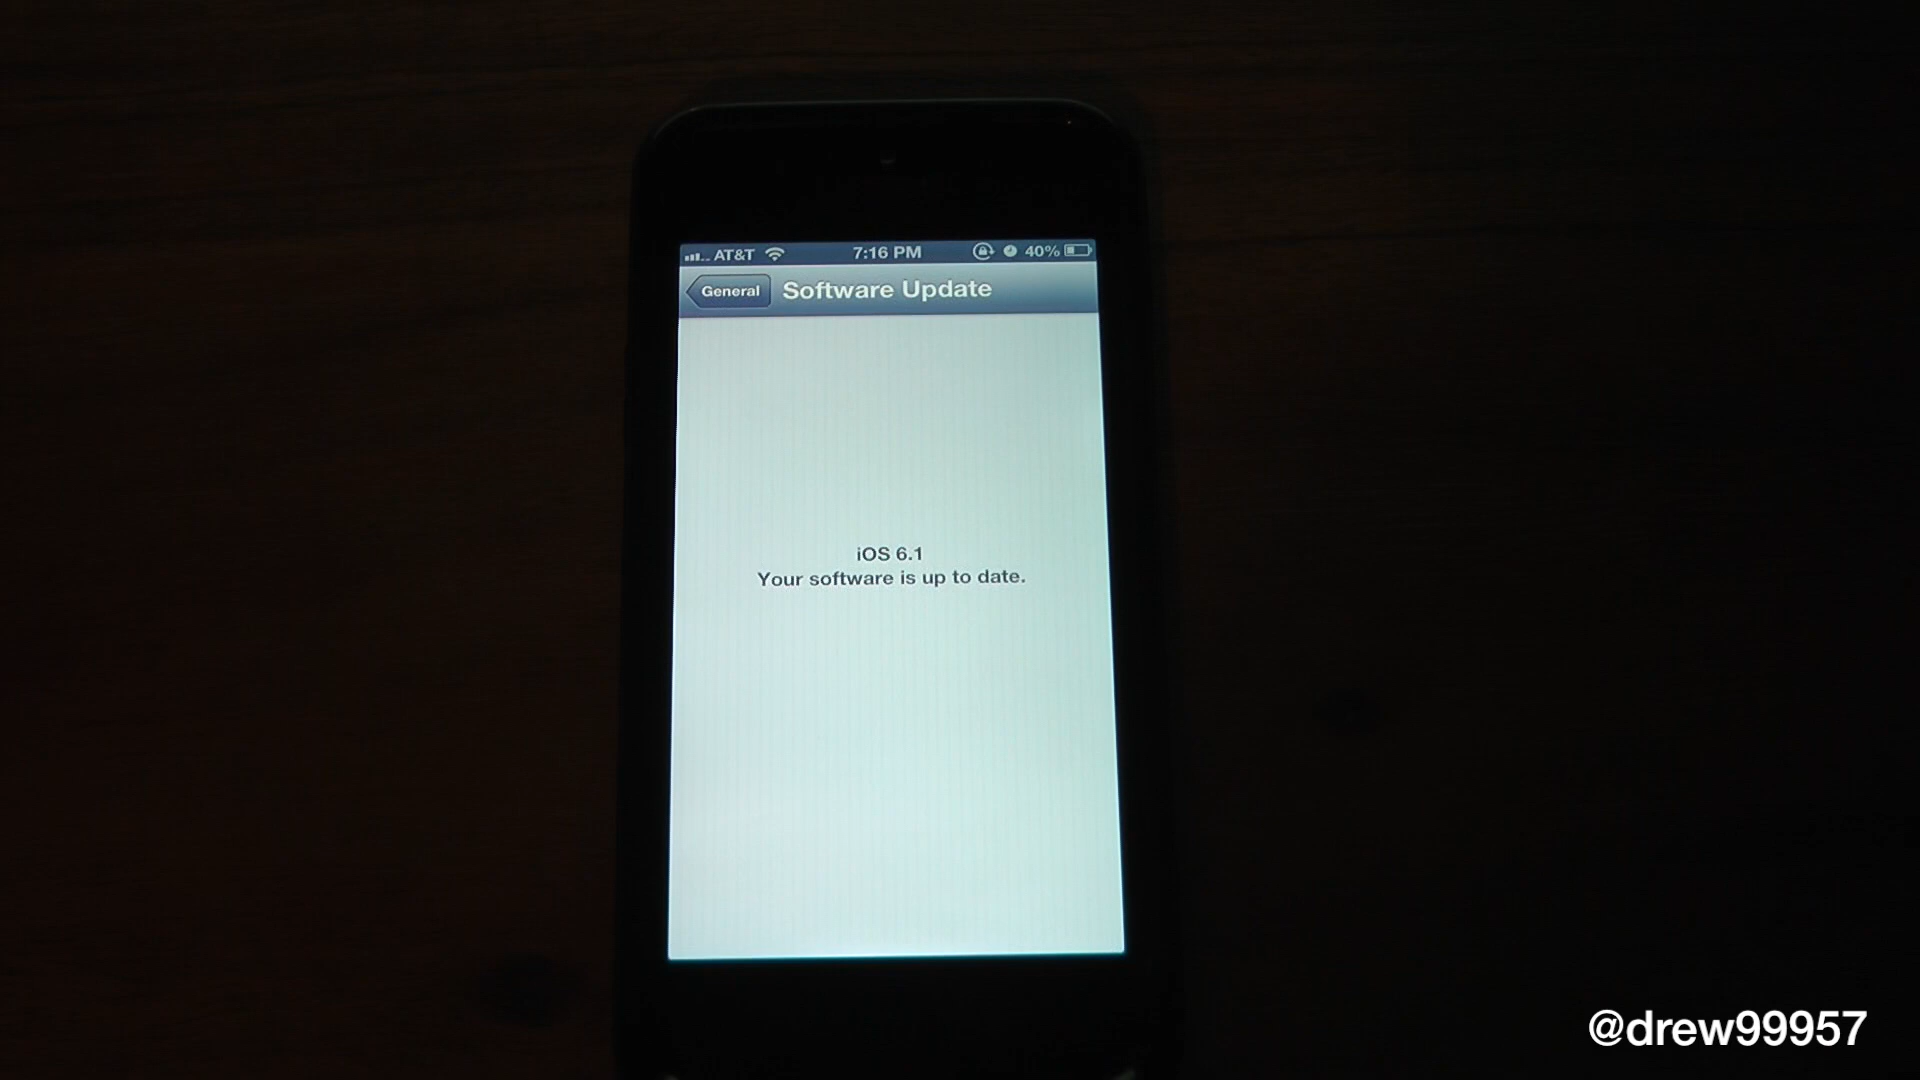 AT&T 7:16 PM 40%
General Software Update
iOS 6.1
Your software is up to date.
@drew99957